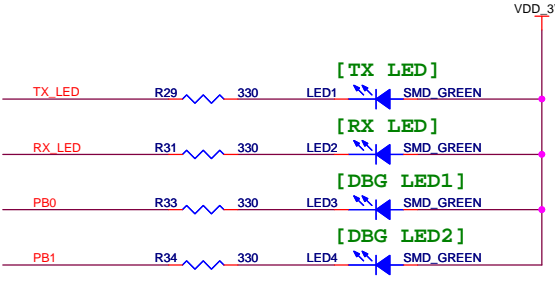 VDD_3
[TX LED]
TX_LED R29 330 LED1 SMD_GREEN
[RX LED]
RX_LED R31 330 LED2 SMD_GREEN
[DBG LED1]
PB0 R33 330 LED3 SMD_GREEN
[DBG LED2]
PB1 R34 330 LED4 SMD_GREEN